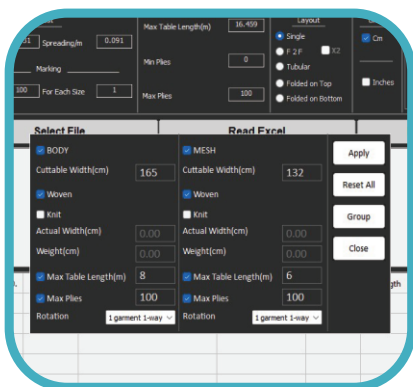 Layout
Max Table Length(m) 16.459
Single
Cm
Spreading/m 0.091
F 2 F X2
Min Plies 0
Marking
Tubular
100 For Each Size 1
Folded on Top
Inches
Max Plies 100
Folded on Bottom
Select File Read Excel
BODY MESH Apply
Cuttable Width(cm) 165 Cuttable Width(cm) 132
Reset All
Woven Woven
Knit Knit Group
Actual Width(cm) 0.00 Actual Width(cm) 0.00
Weight(cm) 0.00 Weight(cm) 0.00 Close
Max Table Length(m) 8 Max Table Length(m) 6
Max Plies 100 Max Plies 100
Rotation 1 garment 1-way Rotation 1 garment 1-way